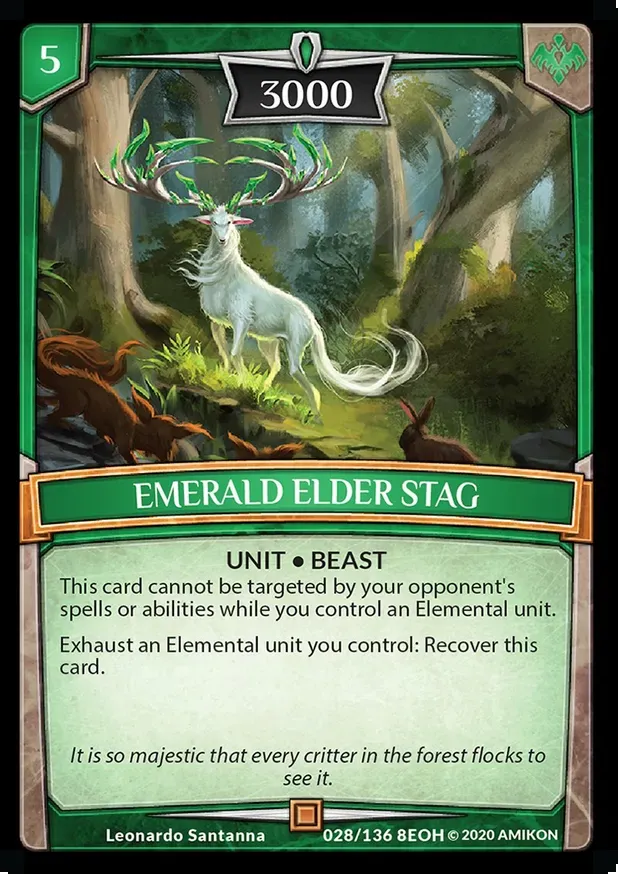 5
3000
EMERALD ELDER STAG
UNIT • BEAST
This card cannot be targeted by your opponent's
spells or abilities while you control an Elemental unit.
Exhaust an Elemental unit you control: Recover this
card.
It is so majestic that every critter in the forest flocks to
see it.
Leonardo Santanna 028/136 8EOH © 2020 AMIKON